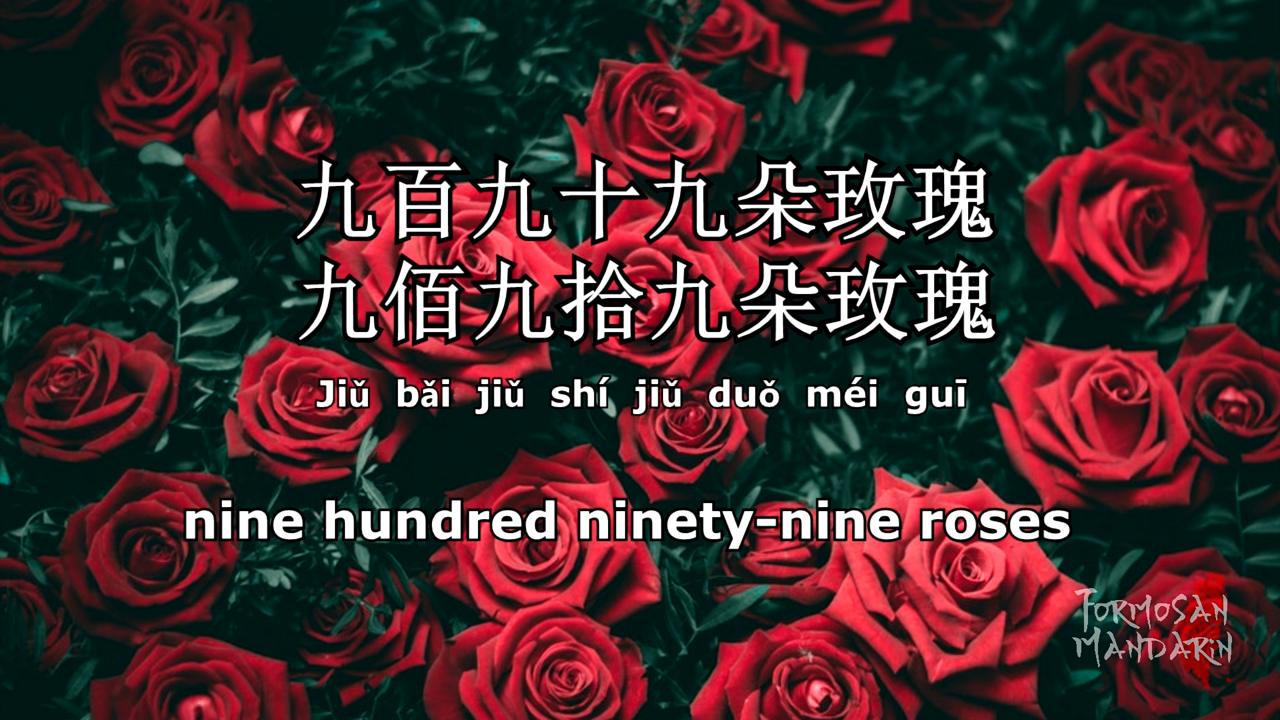 九百九十九朵玫瑰
九佰九拾九朵玫瑰
Jiǔ bǎi jiǔ shí jiǔ duǒ méi guī
nine hundred ninety-nine roses
FORMOSAN
MANDARIN